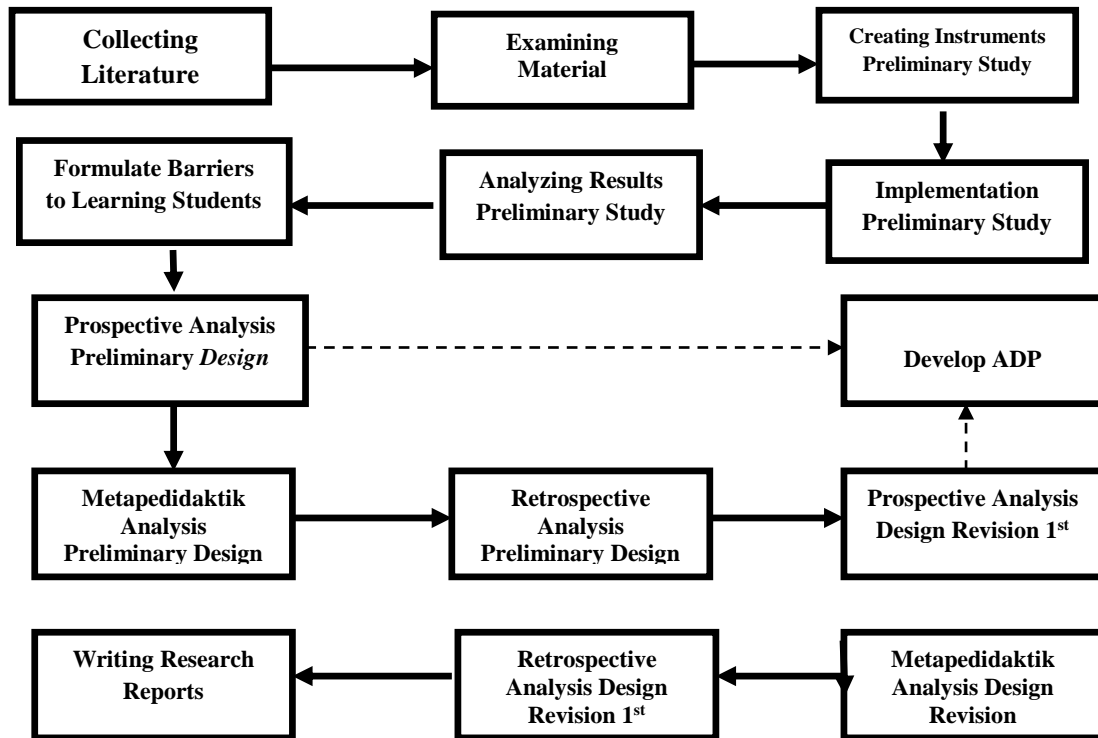 Collecting
Literature
Examining
Material
Creating Instruments
Preliminary Study
Formulate Barriers
to Learning Students
Analyzing Results
Preliminary Study
Implementation
Preliminary Study
Prospective Analysis
Preliminary Design
Develop ADP
Metapedidaktik
Analysis
Preliminary Design
Retrospective
Analysis
Preliminary Design
Prospective Analysis
Design Revision 1st
Writing Research
Reports
Retrospective
Analysis Design
Revision 1st
Metapedidaktik
Analysis Design
Revision